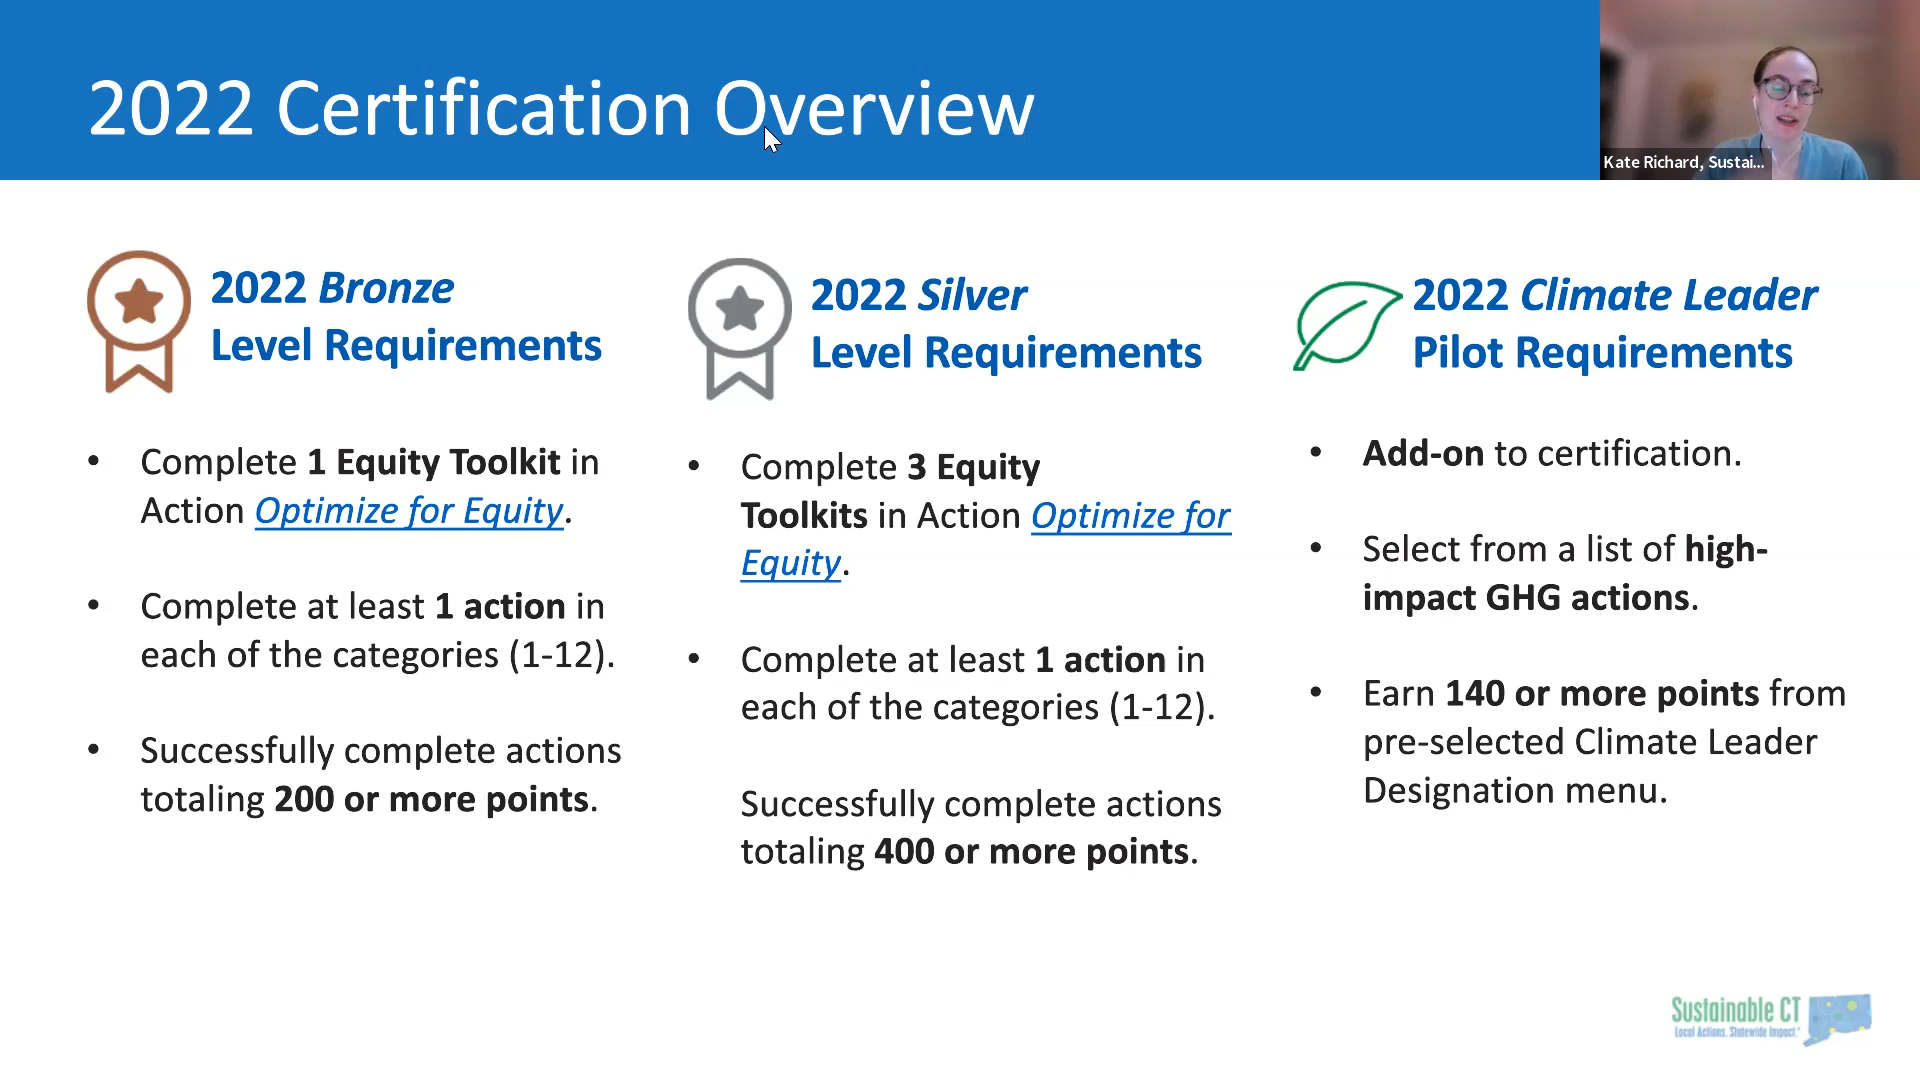 2022 Certification Overview
Kate Richard, Sustai...
2022 Bronze
Level Requirements
• Complete 1 Equity Toolkit in
Action Optimize for Equity.
• Complete at least 1 action in
each of the categories (1-12).
• Successfully complete actions
totaling 200 or more points.
2022 Silver
Level Requirements
• Complete 3 Equity
Toolkits in Action Optimize for
Equity.
• Complete at least 1 action in
each of the categories (1-12).
Successfully complete actions
totaling 400 or more points.
2022 Climate Leader
Pilot Requirements
• Add-on to certification.
• Select from a list of high-
impact GHG actions.
• Earn 140 or more points from
pre-selected Climate Leader
Designation menu.
Sustainable CT
Local Actions. Statewide Impact.